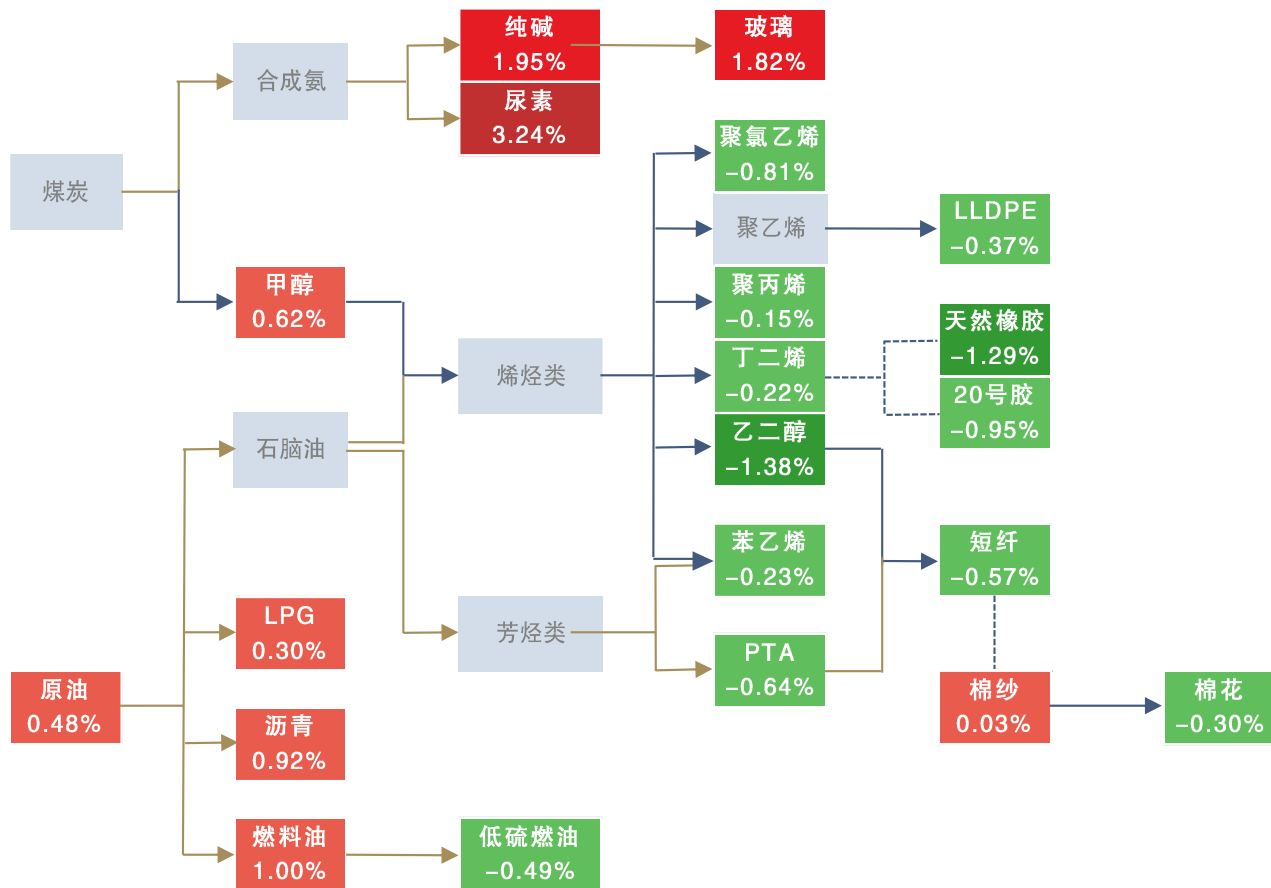 纯碱
1.95%
玻璃
1.82%
合成氨
尿素
3.24%
煤炭
聚氯乙烯
-0.81%
聚乙烯
LLDPE
-0.37%
甲醇
0.62%
聚丙烯
-0.15%
天然橡胶
-1.29%
烯烃类
丁二烯
-0.22%
20号胶
-0.95%
石脑油
乙二醇
-1.38%
苯乙烯
-0.23%
短纤
-0.57%
LPG
0.30%
芳烃类
PTA
-0.64%
原油
0.48%
棉纱
0.03%
棉花
-0.30%
沥青
0.92%
燃料油
1.00%
低硫燃油
-0.49%